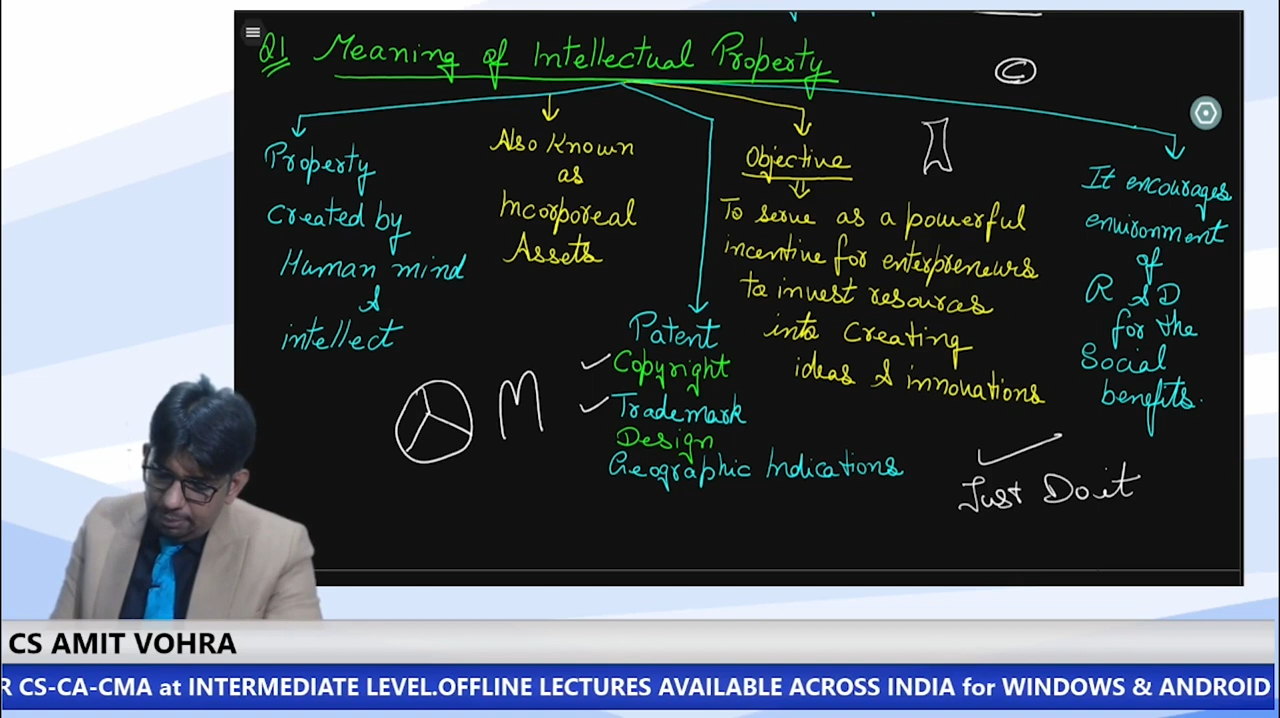 Q1 Meaning of Intellectual Property
©
Property
created by
Human mind
&
intellect
Also Known
as
Incorporeal
Assets
Patent
Copyright
Trademark
Design
Geographic Indications
M
Objective
To serve as a powerful
incentive for enterpreneurs
to invest resources
into Creating
ideas & innovations
It encourages
environment
of
R & D
for the
Social
benefits.
Just Do it
CS AMIT VOHRA
R CS-CA-CMA at INTERMEDIATE LEVEL.OFFLINE LECTURES AVAILABLE ACROSS INDIA for WINDOWS & ANDROID